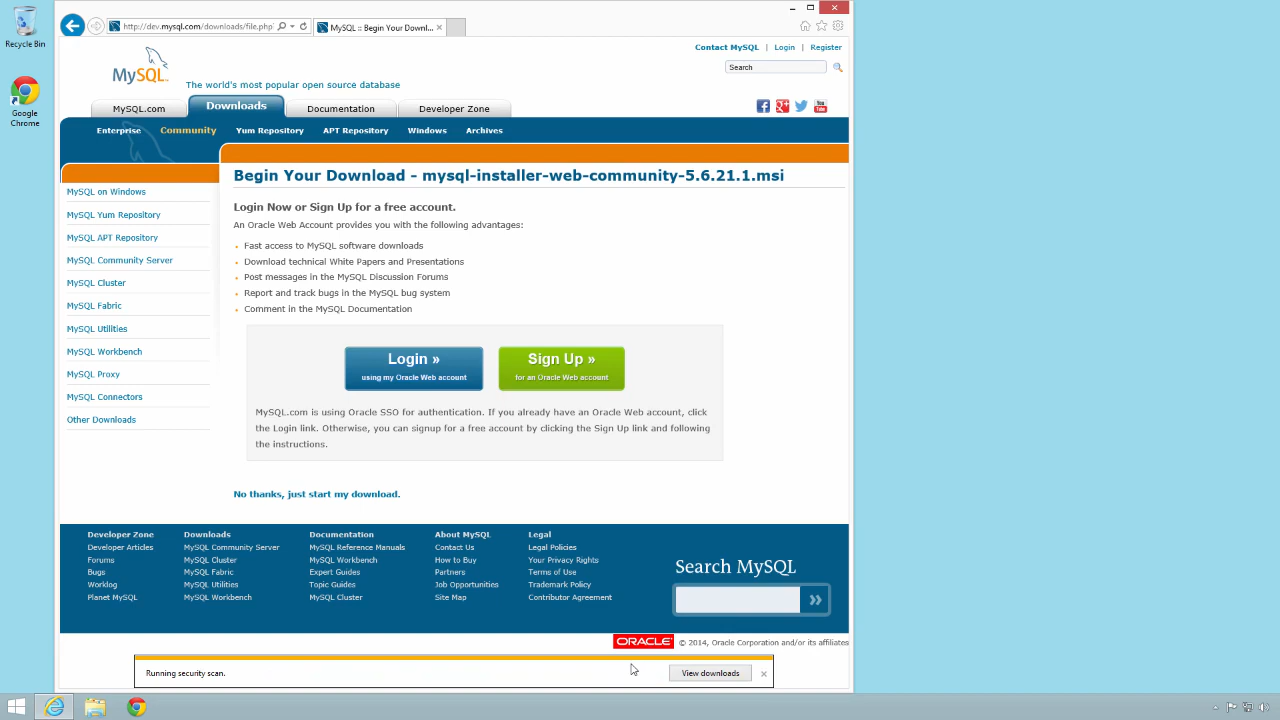 Recycle Bin
Google
Chrome
http://dev.mysql.com/downloads/file.php?
MySQL :: Begin Your Downl...
Contact MySQL | Login | Register
Search
MySQL
The world's most popular open source database
MySQL.com
Downloads
Documentation
Developer Zone
Enterprise
Community
Yum Repository
APT Repository
Windows
Archives
MySQL on Windows
MySQL Yum Repository
MySQL APT Repository
MySQL Community Server
MySQL Cluster
MySQL Fabric
MySQL Utilities
MySQL Workbench
MySQL Proxy
MySQL Connectors
Other Downloads
Begin Your Download - mysql-installer-web-community-5.6.21.1.msi
Login Now or Sign Up for a free account.
An Oracle Web Account provides you with the following advantages:
Fast access to MySQL software downloads
Download technical White Papers and Presentations
Post messages in the MySQL Discussion Forums
Report and track bugs in the MySQL bug system
Comment in the MySQL Documentation
Login »
using my Oracle Web account
Sign Up »
for an Oracle Web account
MySQL.com is using Oracle SSO for authentication. If you already have an Oracle Web account, click
the Login link. Otherwise, you can signup for a free account by clicking the Sign Up link and following
the instructions.
No thanks, just start my download.
Developer Zone
Developer Articles
Forums
Bugs
Worklog
Planet MySQL
Downloads
MySQL Community Server
MySQL Cluster
MySQL Fabric
MySQL Utilities
MySQL Workbench
Documentation
MySQL Reference Manuals
MySQL Workbench
Expert Guides
Topic Guides
MySQL Cluster
About MySQL
Contact Us
How to Buy
Partners
Job Opportunities
Site Map
Legal
Legal Policies
Your Privacy Rights
Terms of Use
Trademark Policy
Contributor Agreement
Search MySQL
ORACLE
© 2014, Oracle Corporation and/or its affiliates
Running security scan.
View downloads